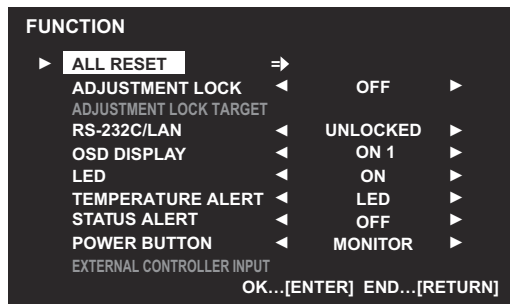 FUNCTION
ALL RESET
ADJUSTMENT LOCK OFF
ADJUSTMENT LOCK TARGET
RS-232C/LAN UNLOCKED
OSD DISPLAY ON 1
LED ON
TEMPERATURE ALERT LED
STATUS ALERT OFF
POWER BUTTON MONITOR
EXTERNAL CONTROLLER INPUT
OK…[ENTER] END…[RETURN]